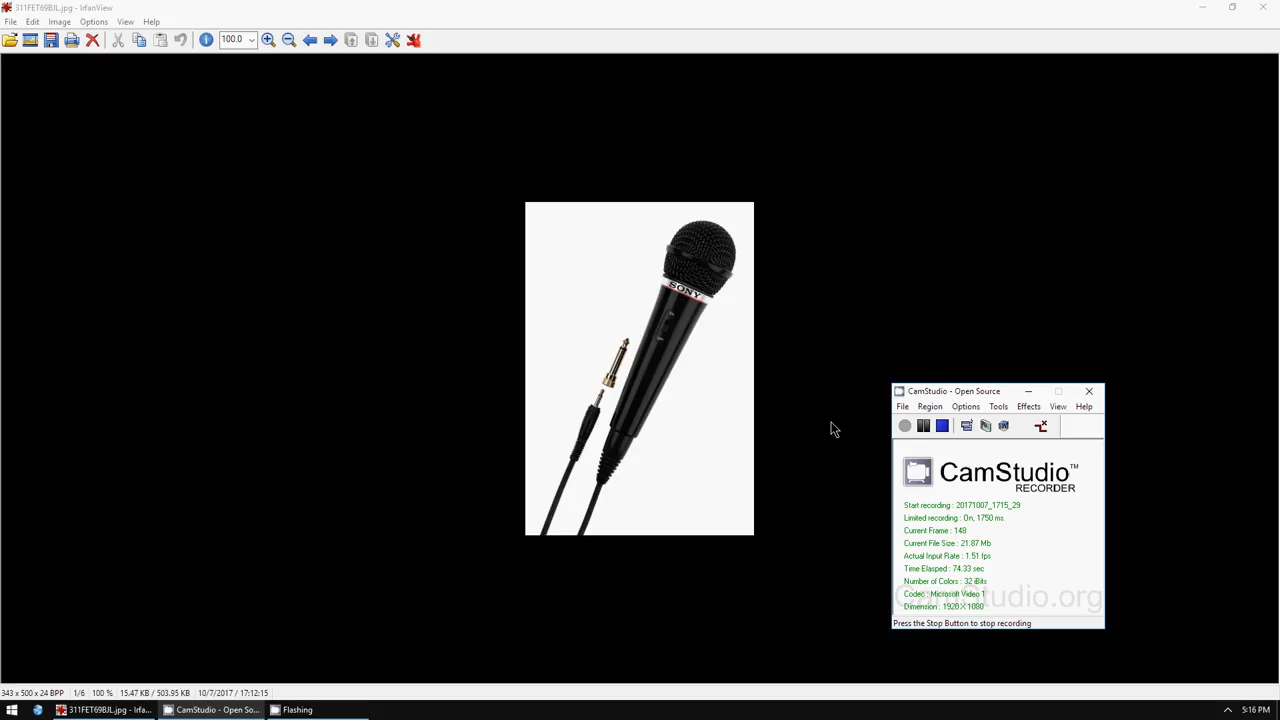 311FET69BJL.jpg - IrfanView
File Edit Image Options View Help
100.0
SONY
CamStudio - Open Source
File Region Options Tools Effects View Help
CamStudio™
RECORDER
Start recording : 20171007_1715_29
Limited recording : On, 1750 ms.
Current Frame : 148
Current File Size : 21.87 Mb
Actual Input Rate : 1.51 fps
Time Elasped : 74.33 sec
Number of Colors : 32 iBits
Codec : Microsoft Video 1
CamStudio.org
Dimension : 1920 X 1080
Press the Stop Button to stop recording
343 x 500 x 24 BPP 1/6 100 % 15.47 KB / 503.95 KB 10/7/2017 / 17:12:15
311FET69BJL.jpg - Irfa... CamStudio - Open So... Flashing 5:16 PM